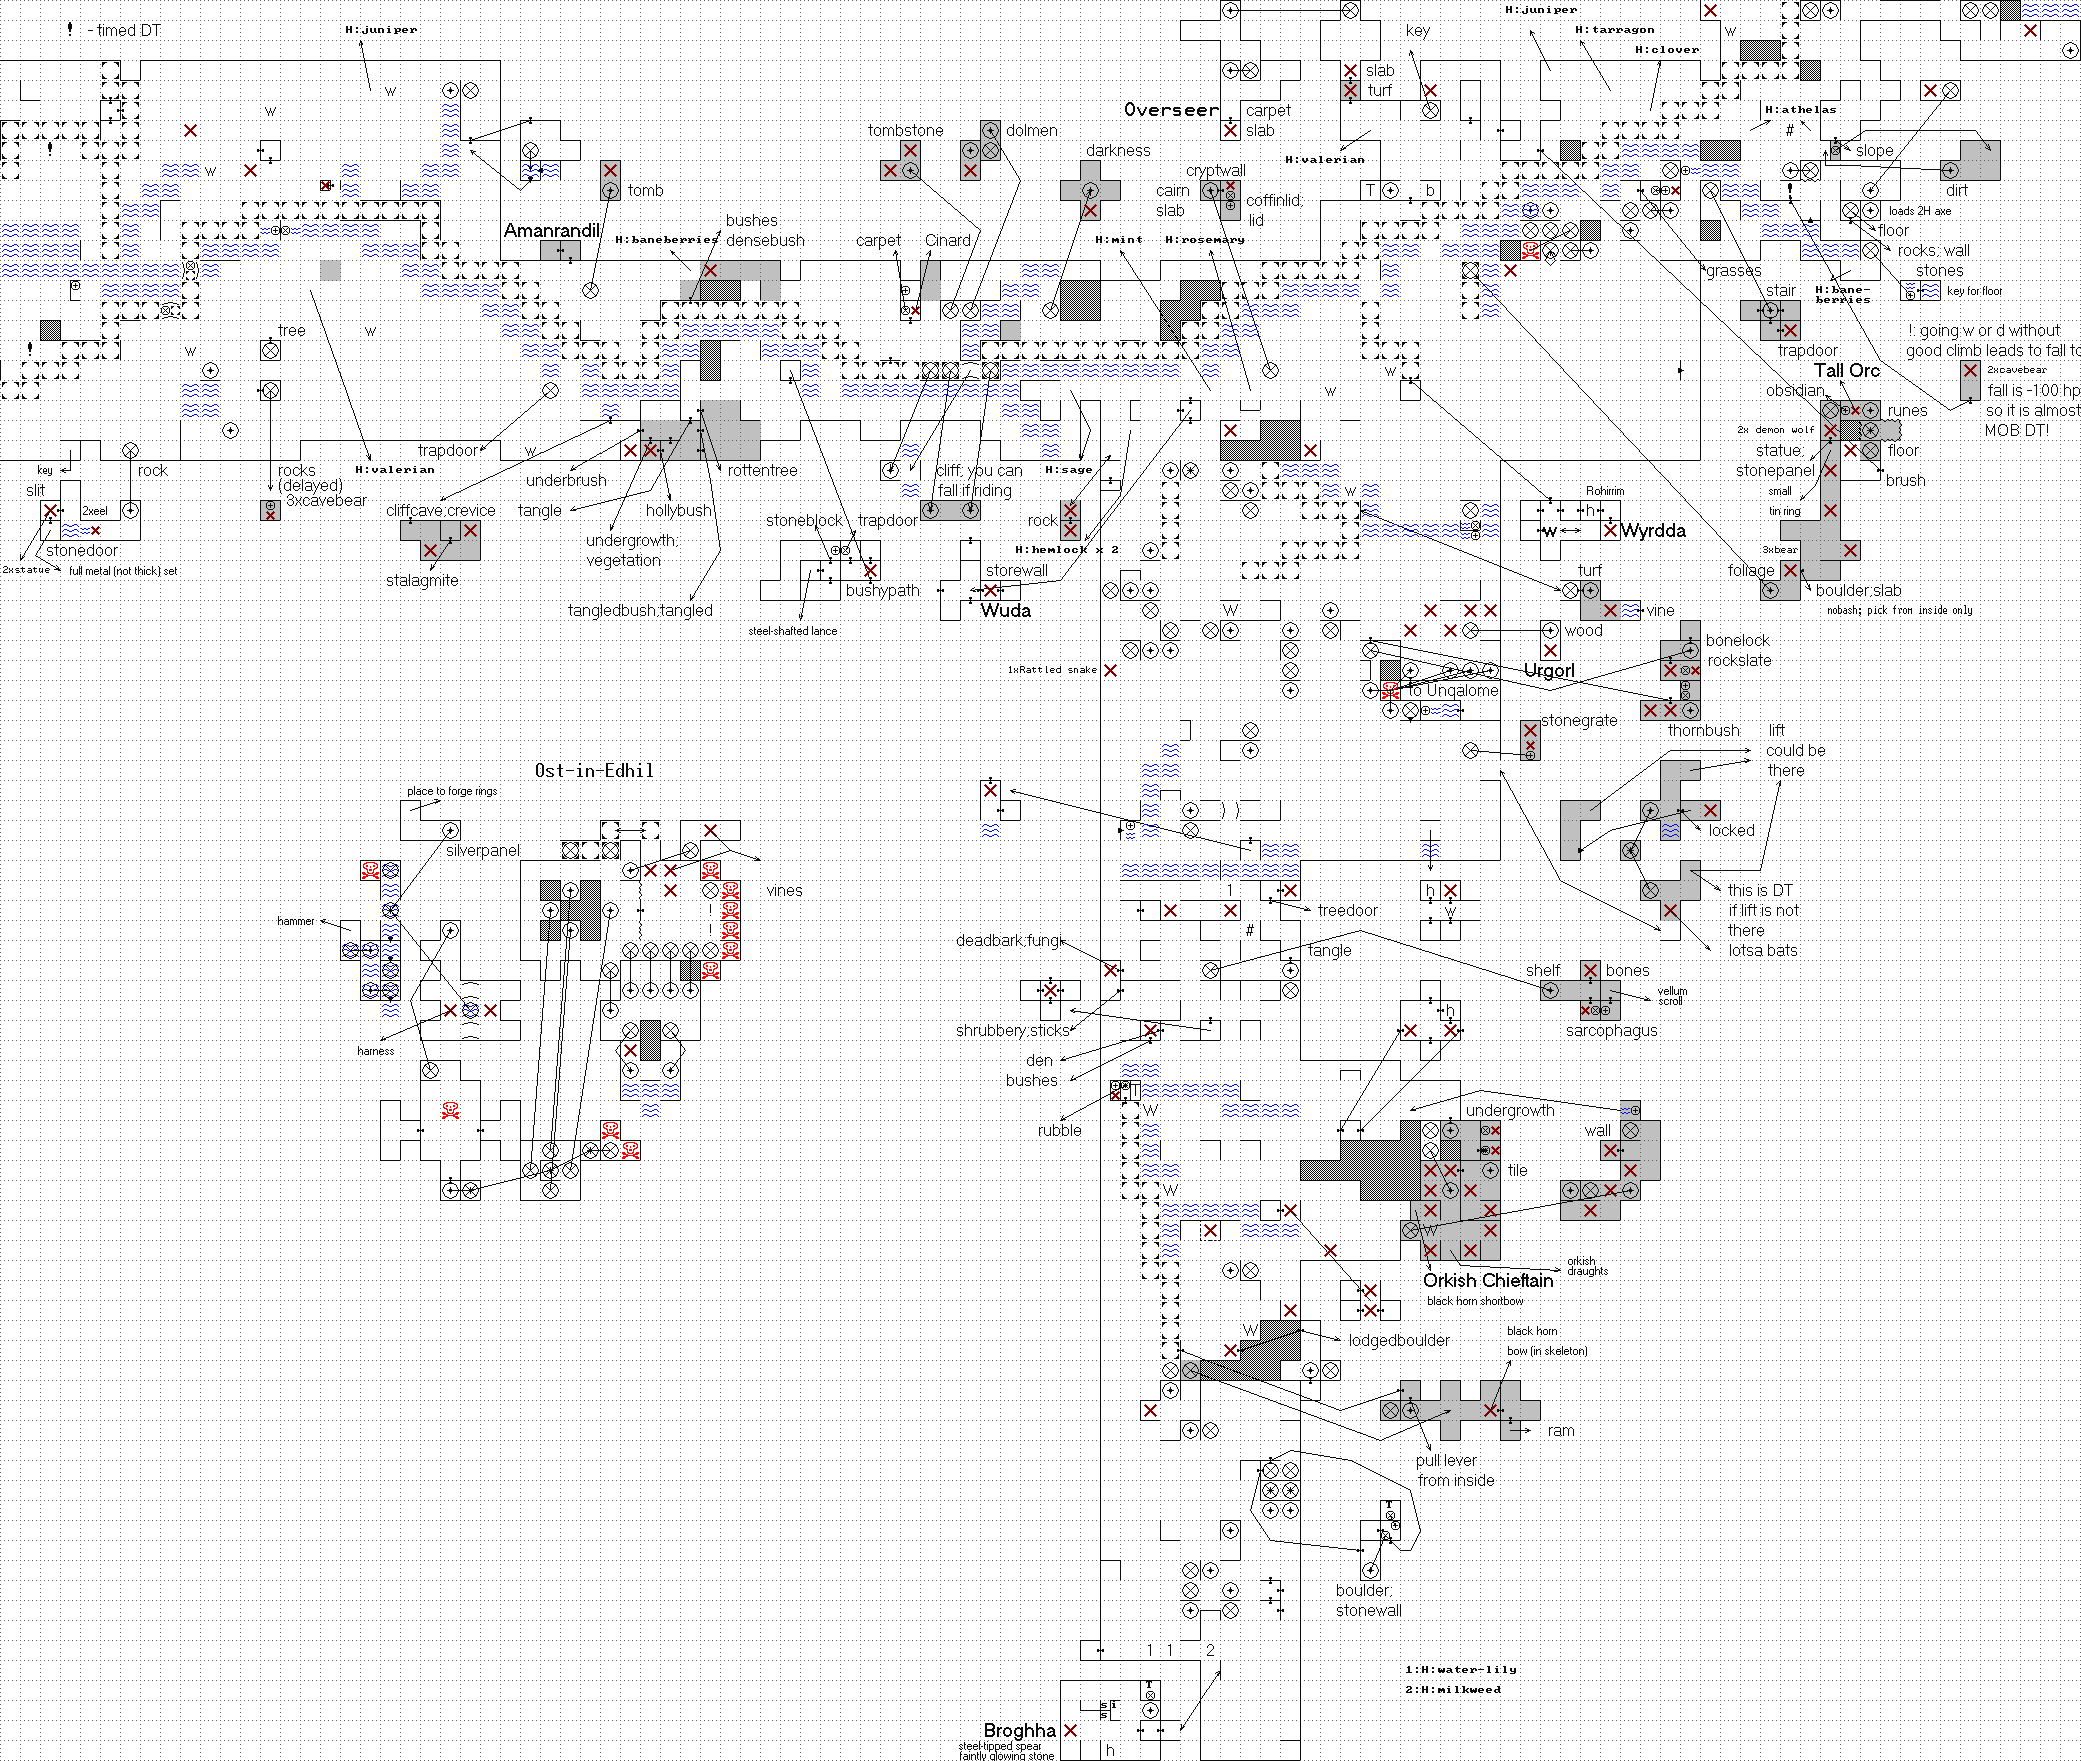 H:juniper
H:tarragon
H:clover
! - timed DT
H:juniper
key
w
w
slab
turf
w
w
Overseer
carpet
slab
H:athelas
#
tombstone
dolmen
darkness
H:valerian
slope
cryptwall
w
tomb
cairn
slab
coffinlid;
lid
T
b
dirt
loads 2H axe
floor
Amanrandil
bushes
densebush
H:baneberries
carpet
Cinard
H:mint
H:rosemary
rocks; wall
stones
grasses
H:bane-
berries
key for floor
stair
tree
w
w
!: going w or d without
good climb leads to fall to
trapdoor
Tall Orc
2xcavebear
fall is -100 hp
so it is almost
MOB DT!
w
w
obsidian
runes
2x demon wolf
statue;
stonepanel
floor
brush
trapdoor
w
rottentree
underbrush
cliff; you can
fall if riding
H:sage
key
rock
rocks
(delayed)
3xcavebear
H:valerian
slit
2xeel
cliffcave;crevice
tangle
hollybush
stoneblock
trapdoor
rock
w
Rohirrim
h
w
Wyrdda
small
tin ring
stonedoor
2xstatue
full metal (not thick) set
undergrowth;
vegetation
H:hemlock x 2
3xbear
foliage
stalagmite
storewall
bushypath
turf
boulder;slab
nobash; pick from inside only
tangledbush;tangled
Wuda
W
vine
steel-shafted lance
wood
bonelock
rockslate
1xRattled snake
Urgorl
to Ungalome
stonegrate
thornbush
lift
could be
there
Ost-in-Edhil
place to forge rings
silverpanel
locked
vines
1
h
this is DT
if lift is not
there
lotsa bats
!
hammer
treedoor
w
!
#
deadbark;fungi
tangle
shelf
bones
vellum
scroll
h
shrubbery;sticks
sarcophagus
harness
den
bushes
T
W
undergrowth
rubble
wall
tile
W
W
orkish
draughts
Orkish Chieftain
black horn shortbow
W
lodgedboulder
black horn
bow (in skeleton)
ram
pull lever
from inside
T
boulder;
stonewall
1 1 2
1:H:water-lily
2:H:milkweed
T
s i
s
Broghha
steel-tipped spear
faintly glowing stone
h